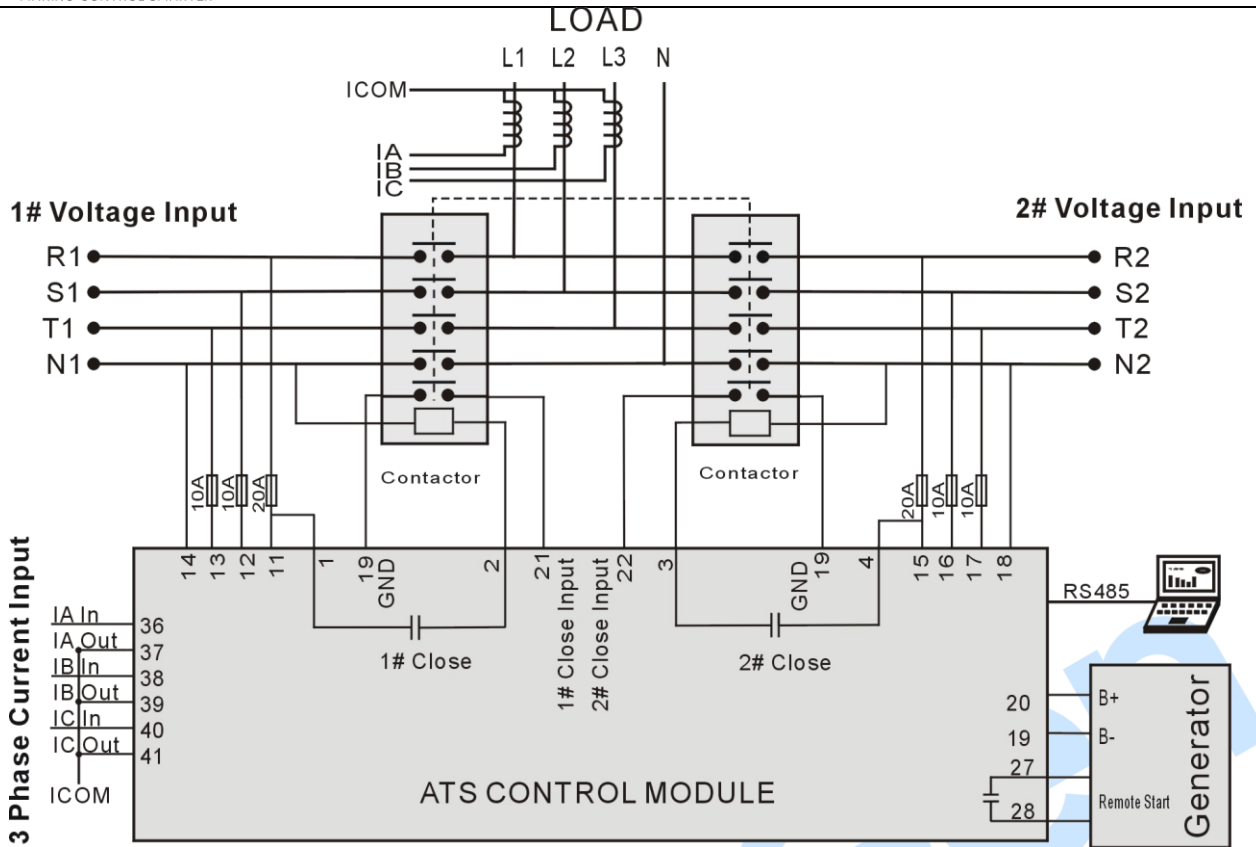 LOAD
L1 L2 L3 N
ICOM
IA
IB
IC
1# Voltage Input
2# Voltage Input
R1
R2
S1
S2
T1
T2
N1
N2
Contactor
Contactor
10A
10A
20A
20A
10A
10A
14
13
12
11
1
19
GND
2
21
1# Close Input
2# Close Input
22
3
GND
19
4
15
16
17
18
1# Close
2# Close
RS485
3 Phase Current Input
IA In
36
IA Out
37
IB In
38
IB Out
39
IC In
40
IC Out
41
ICOM
ATS CONTROL MODULE
20
B+
19
B-
27
28
Remote Start
Generator